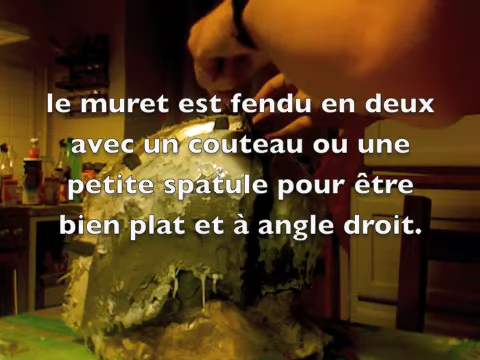 le muret est fendu en deux
avec un couteau ou une
petite spatule pour être
bien plat et à angle droit.